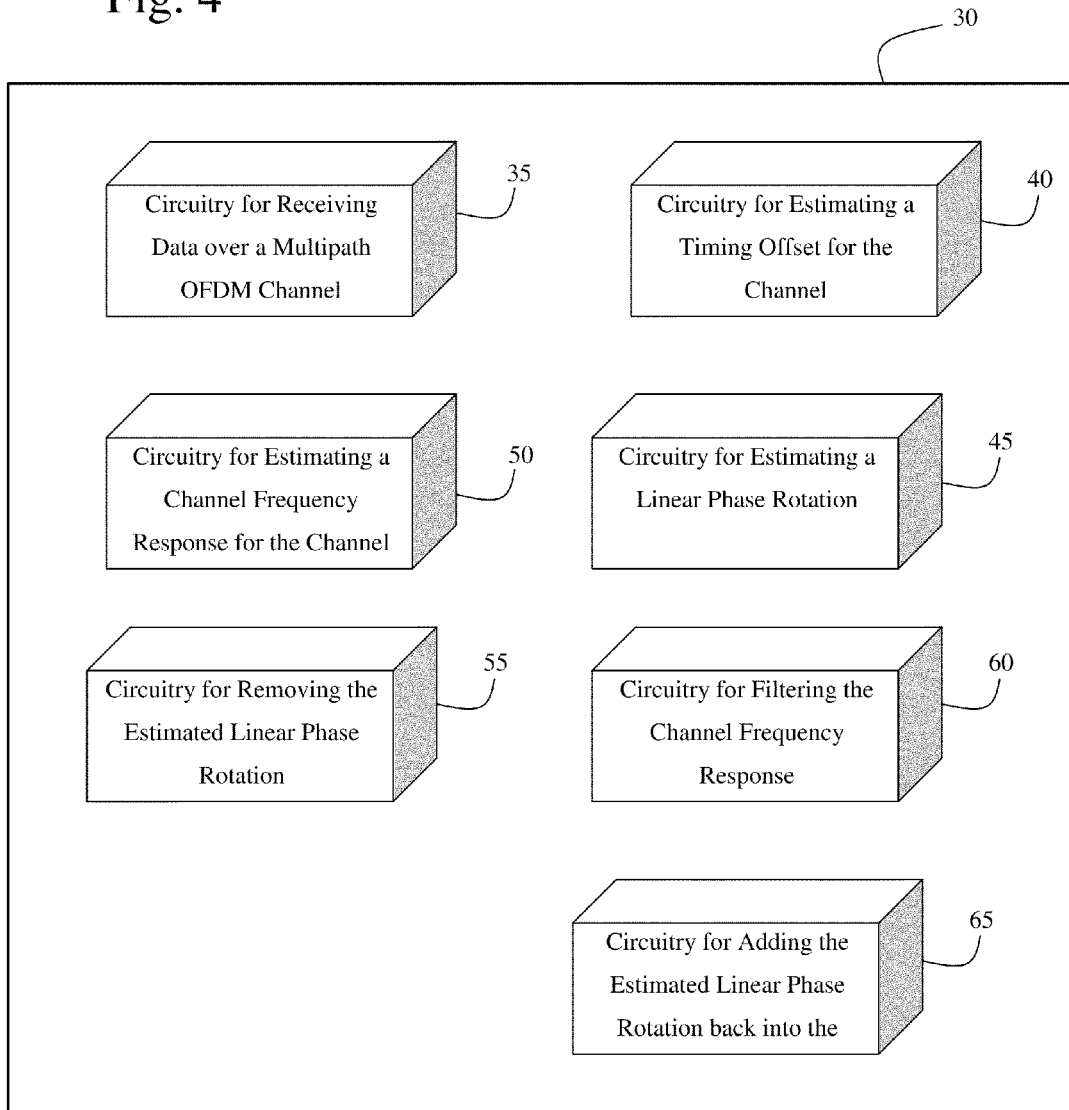 Fig. 4
30
Circuitry for Receiving
Data over a Multipath
OFDM Channel
35
Circuitry for Estimating a
Timing Offset for the
Channel
40
Circuitry for Estimating a
Channel Frequency
Response for the Channel
50
Circuitry for Estimating a
Linear Phase Rotation
45
Circuitry for Removing the
Estimated Linear Phase
Rotation
55
Circuitry for Filtering the
Channel Frequency
Response
60
Circuitry for Adding the
Estimated Linear Phase
Rotation back into the
65